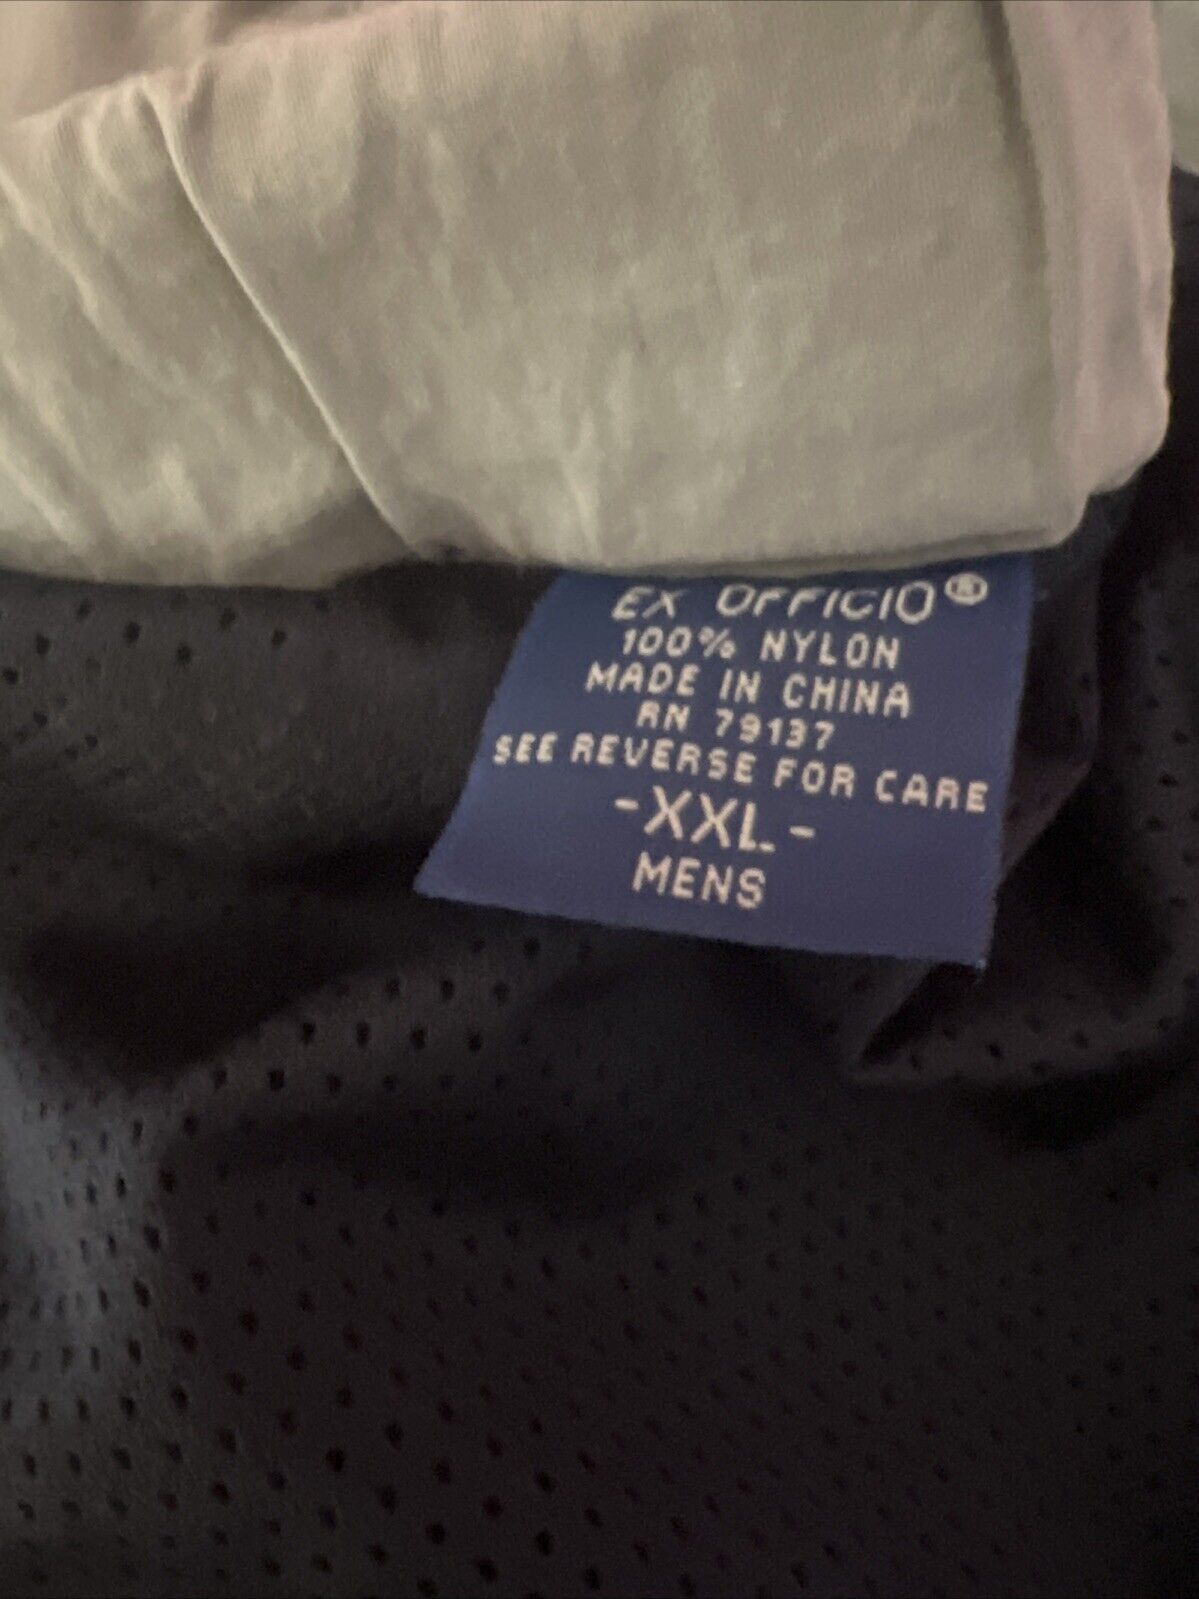 EX OFFICIO®
100% NYLON
MADE IN CHINA
RN 79137
SEE REVERSE FOR CARE
-XXL-
MENS